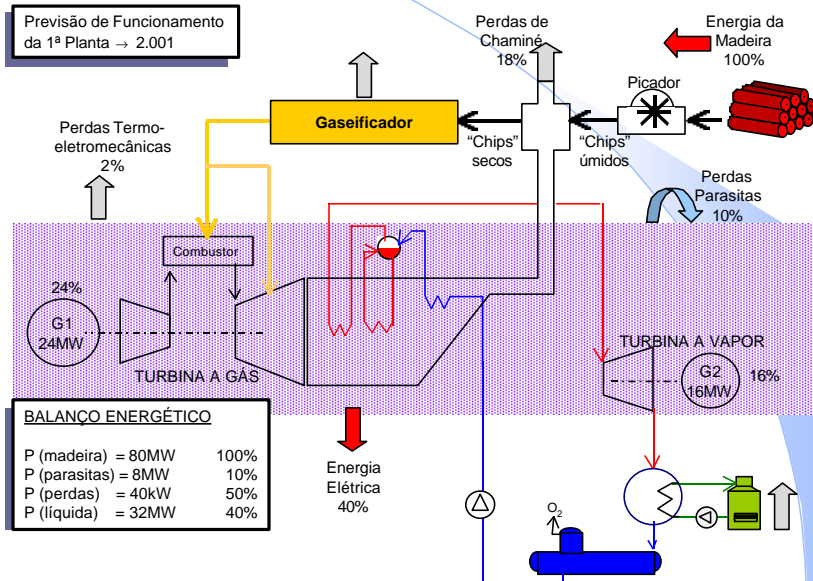 Previsão de Funcionamento
da 1ª Planta → 2.001
Perdas de
Chaminé
18%
Energia da
Madeira
100%
Picador
Gaseificador
"Chips"
secos
"Chips"
úmidos
Perdas Termo-
eletromecânicas
2%
Perdas
Parasitas
10%
Combustor
24%
G1
24MW
TURBINA A GÁS
TURBINA A VAPOR
G2
16MW
16%
BALANÇO ENERGÉTICO
P (madeira) = 80MW 100%
P (parasitas) = 8MW 10%
P (perdas) = 40kW 50%
P (líquida) = 32MW 40%
Energia
Elétrica
40%
O2